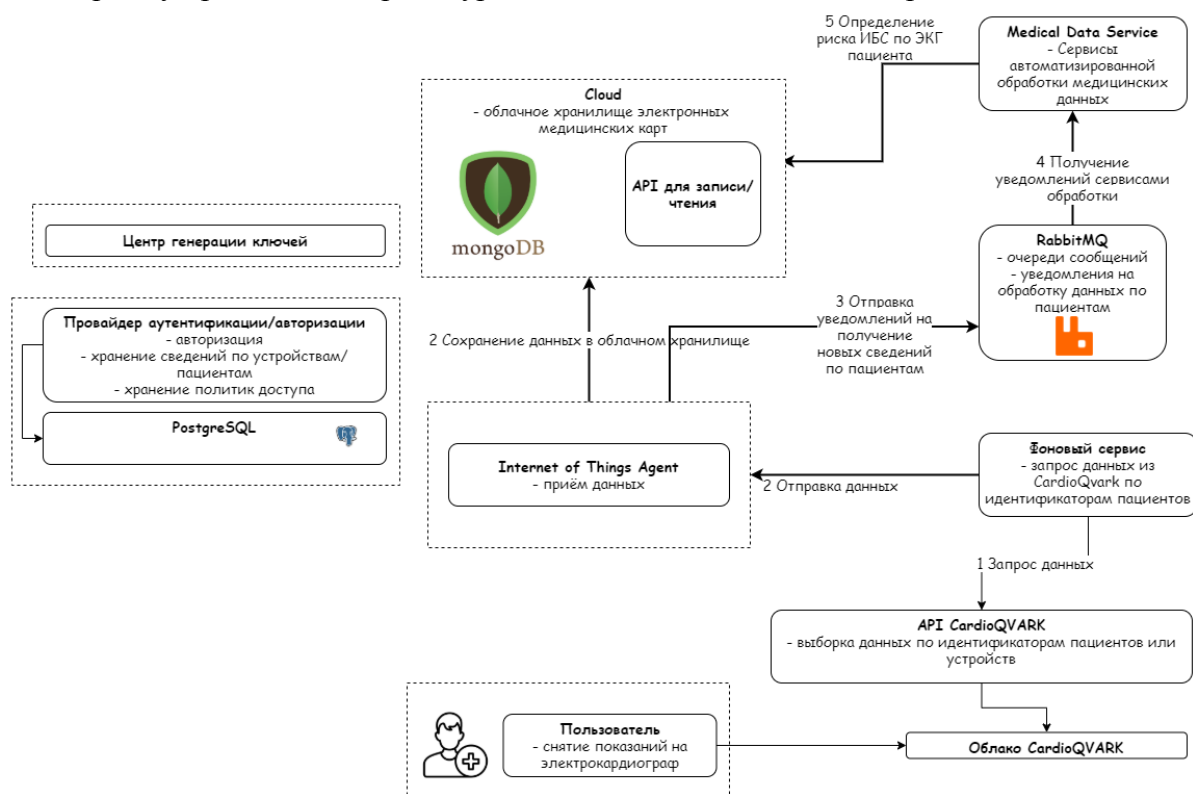 5 Определение
риска ИБС по ЭКГ
пациента
Medical Data Service
- Сервисы
автоматизированной
обработки медицинских
данных
Cloud
- облачное хранилище электронных
медицинских карт
API для записи/
чтения
mongoDB
4 Получение
уведомлений сервисами
обработки
Центр генерации ключей
RabbitMQ
- очереди сообщений
- уведомления на
обработку данных по
пациентам
Провайдер аутентификации/авторизации
- авторизация
- хранение сведений по устройствам/
пациентам
- хранение политик доступа
PostgreSQL
2 Сохранение данных в облачном хранилище
3 Отправка
уведомлений на
получение
новых сведений
по пациентам
Internet of Things Agent
- приём данных
2 Отправка данных
Фоновый сервис
- запрос данных из
CardioQvark по
идентификаторам пациентов
1 Запрос данных
API CardioQVARK
- выборка данных по идентификаторам пациентов или
устройств
Пользователь
- снятие показаний на
электрокардиограф
Облако CardioQVARK